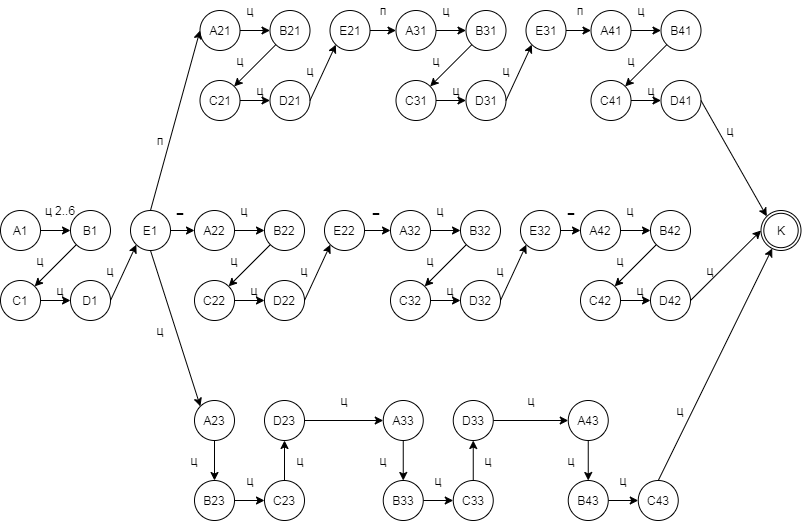 ц ц п ц ц п ц
A21 B21 E21 A31 B31 E31 A41 B41
ц ц ц ц ц
C21 ц D21 C31 ц D31 C41 ц D41
ц
п
ц 2..6 – ц – ц – ц
A1 B1 E1 A22 B22 E22 A32 B32 E32 A42 B42 K
ц ц ц ц ц ц ц ц
C1 ц D1 C22 ц D22 C32 ц D32 C42 ц D42
ц
ц ц
A23 D23 A33 D33 A43
ц
ц ц ц ц ц
ц ц ц
B23 C23 B33 C33 B43 C43